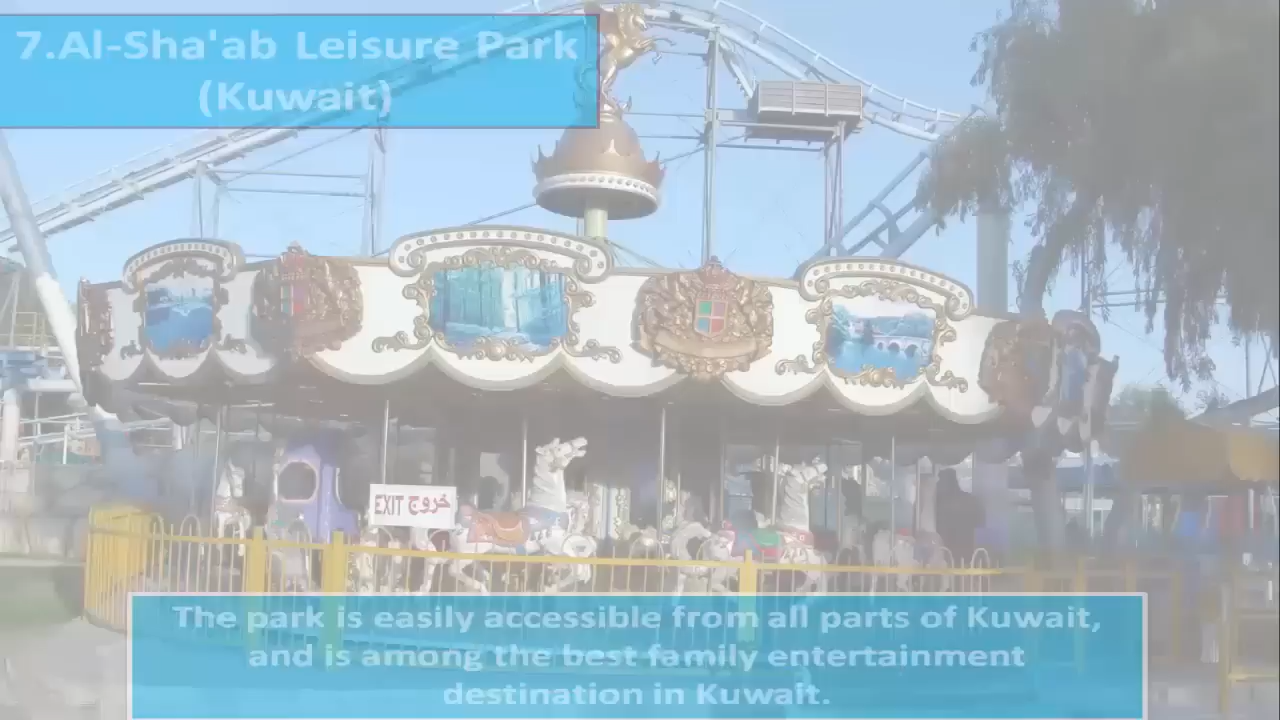 7.Al-Sha'ab Leisure Park
(Kuwait)
EXIT خروج
The park is easily accessible from all parts of Kuwait,
and is among the best family entertainment
destination in Kuwait.